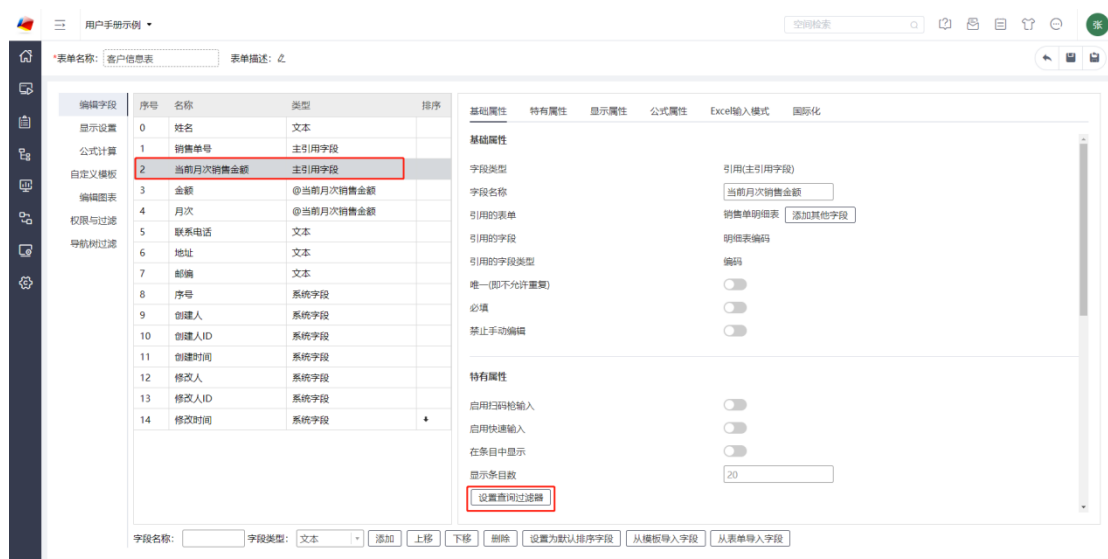 用户手册示例
空间检索
张
*表单名称: 客户信息表 表单描述:
编辑字段
显示设置
公式计算
自定义模板
编辑图表
权限与过滤
导航树过滤
序号 名称 类型 排序
0 姓名 文本
1 销售单号 主引用字段
2 当前月次销售金额 主引用字段
3 金额 @当前月次销售金额
4 月次 @当前月次销售金额
5 联系电话 文本
6 地址 文本
7 邮编 文本
8 序号 系统字段
9 创建人 系统字段
10 创建人ID 系统字段
11 创建时间 系统字段
12 修改人 系统字段
13 修改人ID 系统字段
14 修改时间 系统字段
基础属性 特有属性 显示属性 公式属性 Excel输入模式 国际化
基础属性
字段类型 引用(主引用字段)
字段名称 当前月次销售金额
引用的表单 销售单明细表 添加其他字段
引用的字段 明细表编码
引用的字段类型 编码
唯一(即不允许重复)
必填
禁止手动编辑
特有属性
启用扫码枪输入
启用快速输入
在条目中显示
显示条目数 20
设置查询过滤器
字段名称: 字段类型: 文本 添加 上移 下移 删除 设置为默认排序字段 从模板导入字段 从表单导入字段